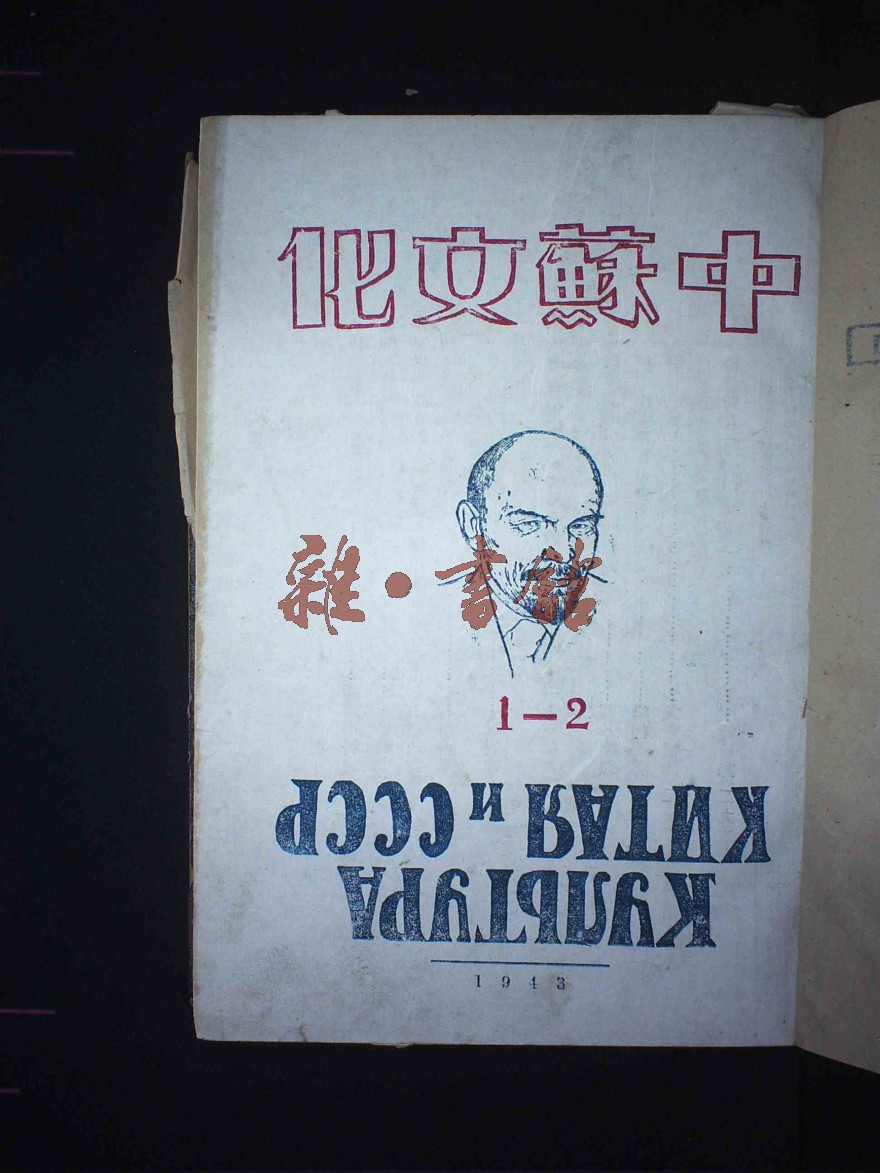 中蘇文化
雜·書館
1—2
КУЛЬТУРА
КИТАЯ и СССР
1943